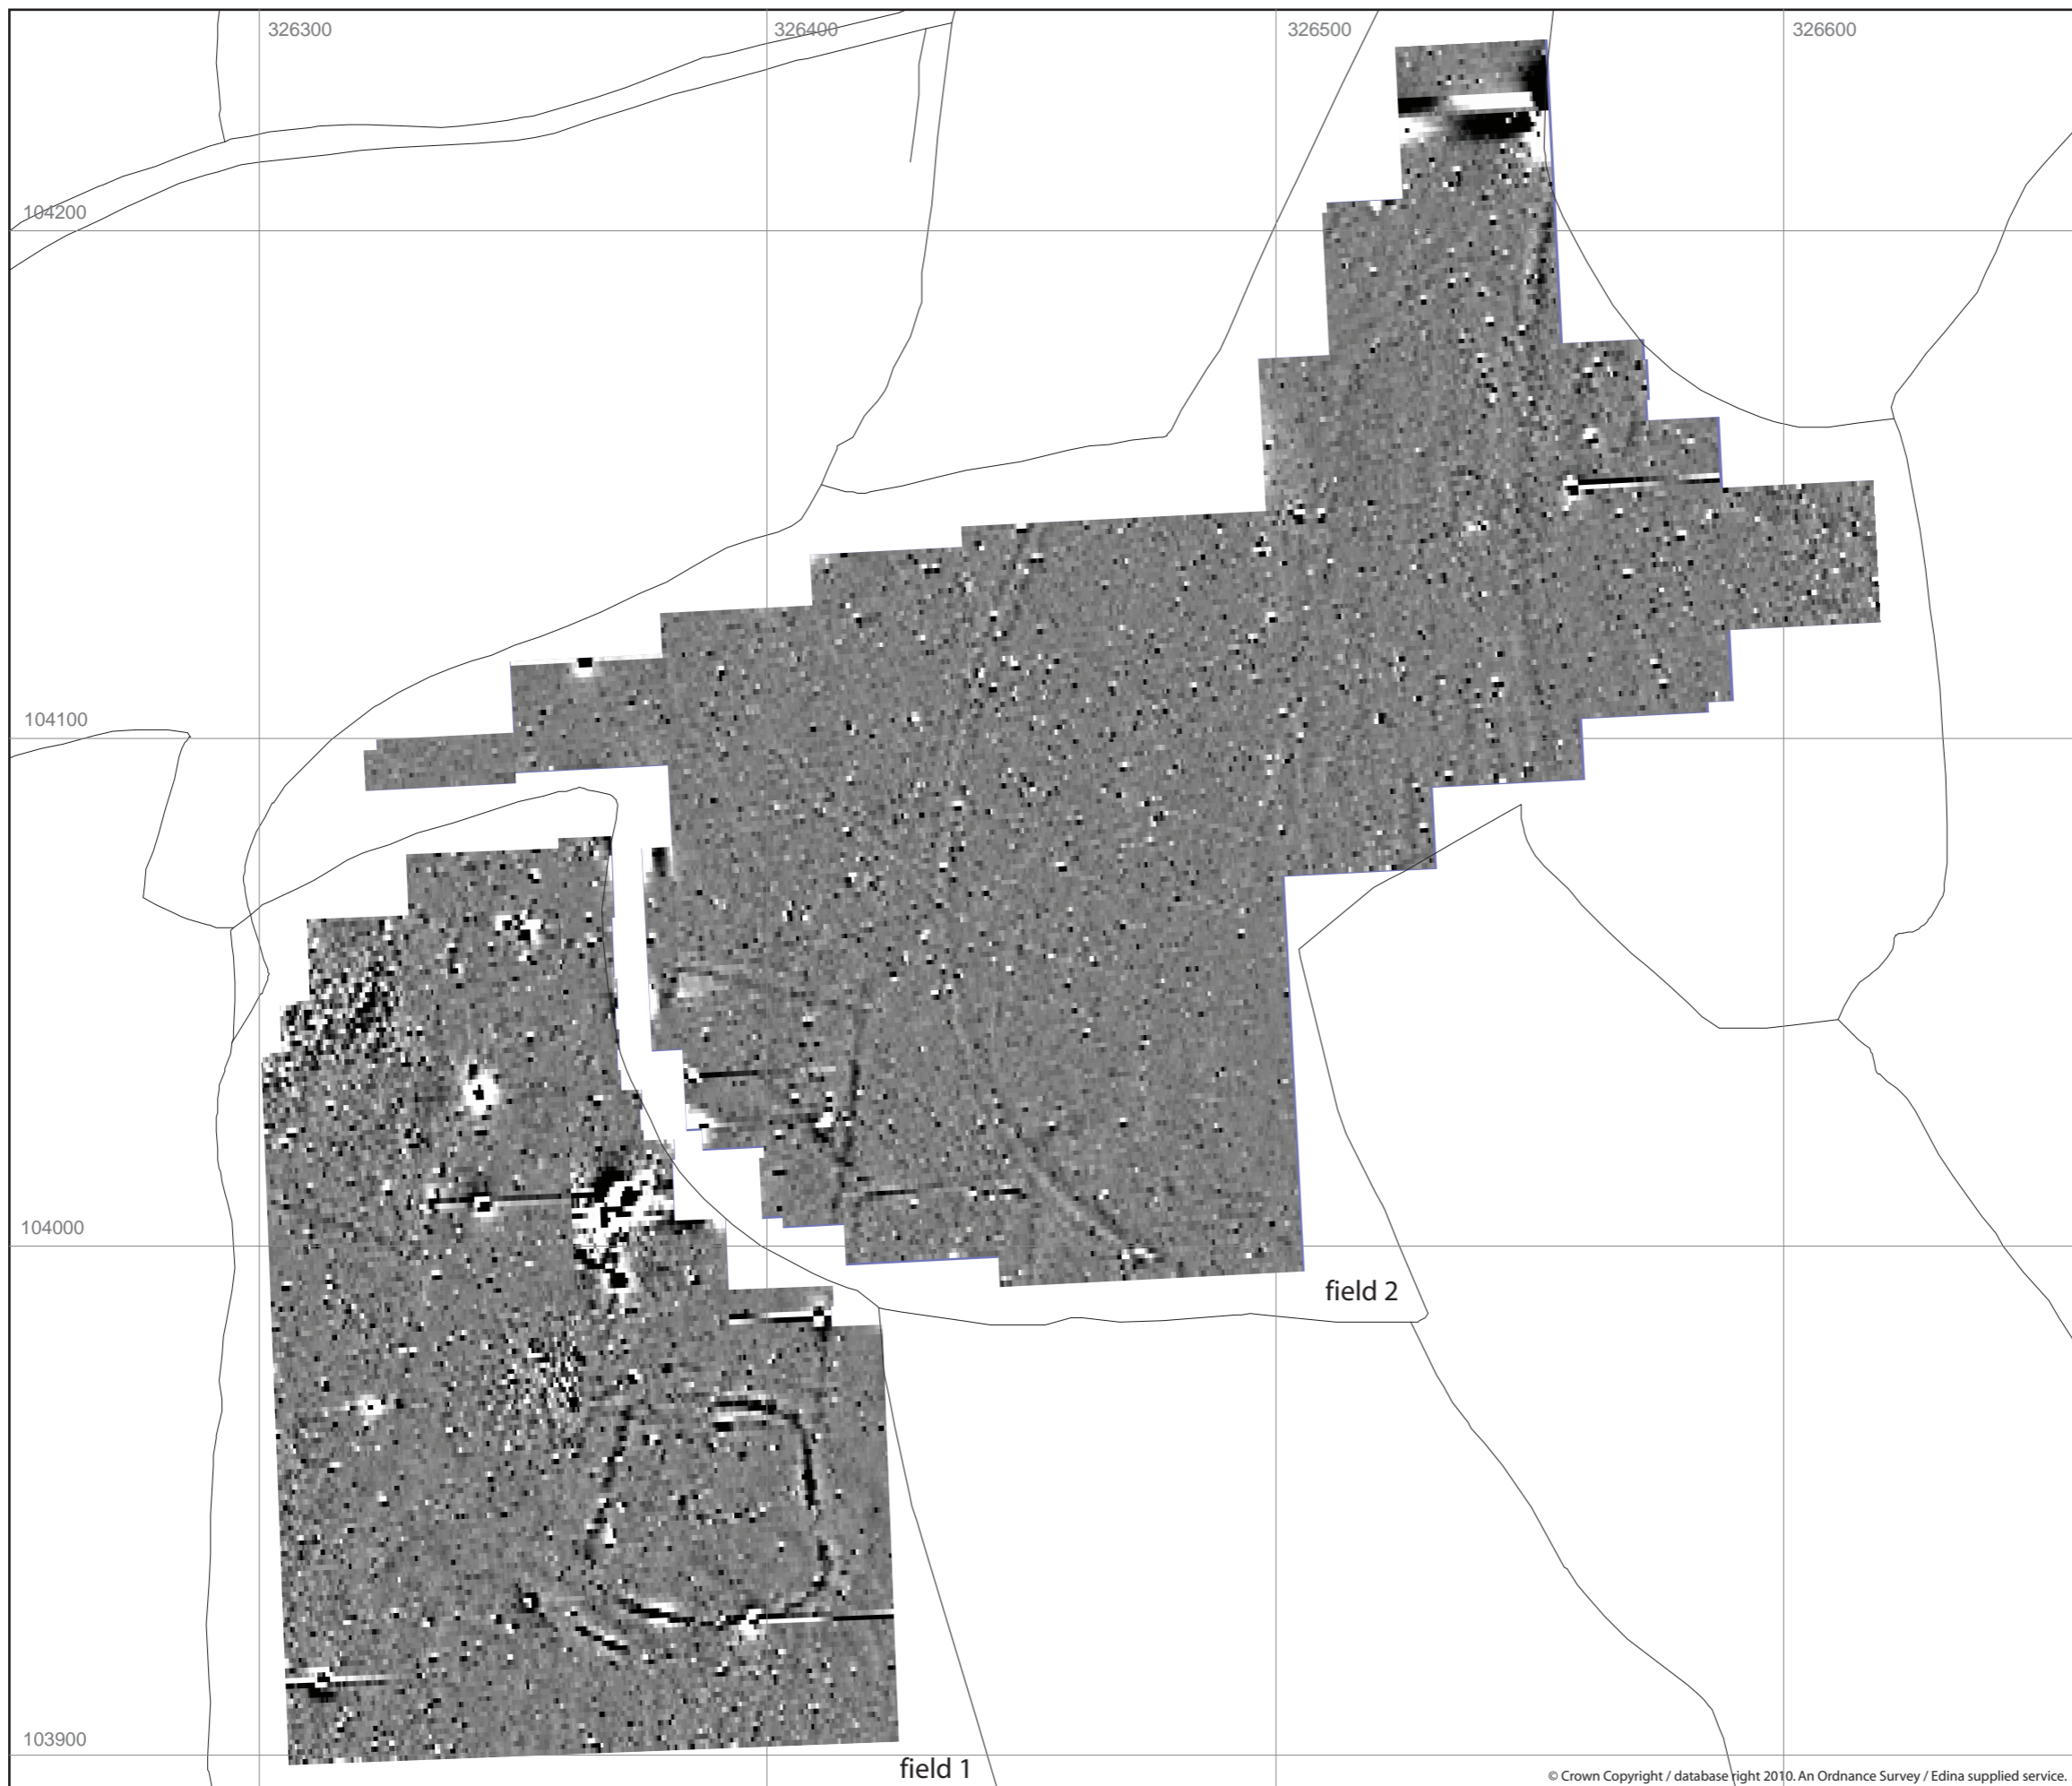 326300
326400
326500
326600
104200
104100
104000
field 2
103900
field 1
© Crown Copyright / database right 2010. An Ordnance Survey / Edina supplied service.